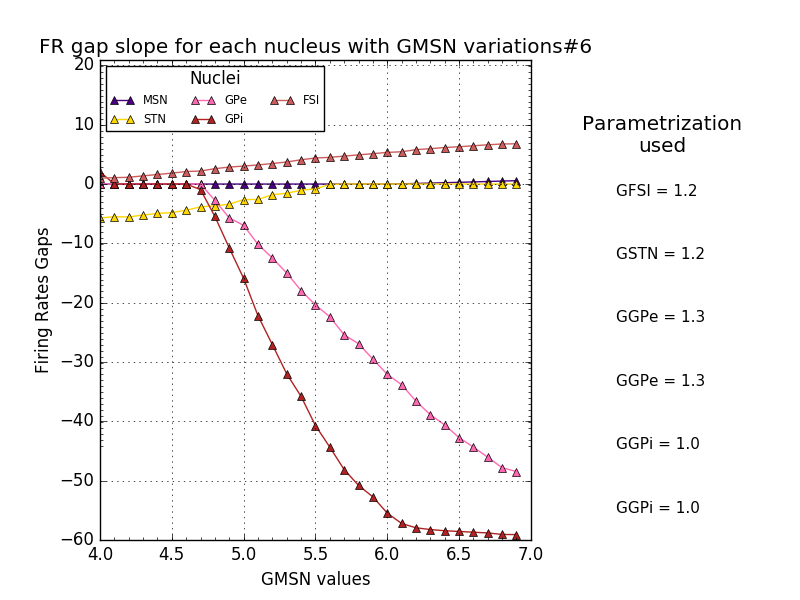 FR gap slope for each nucleus with GMSN variations#6
Nuclei
MSN
GPe
FSI
STN
GPi
20
10
0
−10
−20
−30
−40
−50
−60
Firing Rates Gaps
4.0 4.5 5.0 5.5 6.0 6.5 7.0
GMSN values
Parametrization
used
GFSI = 1.2
GSTN = 1.2
GGPe = 1.3
GGPe = 1.3
GGPi = 1.0
GGPi = 1.0